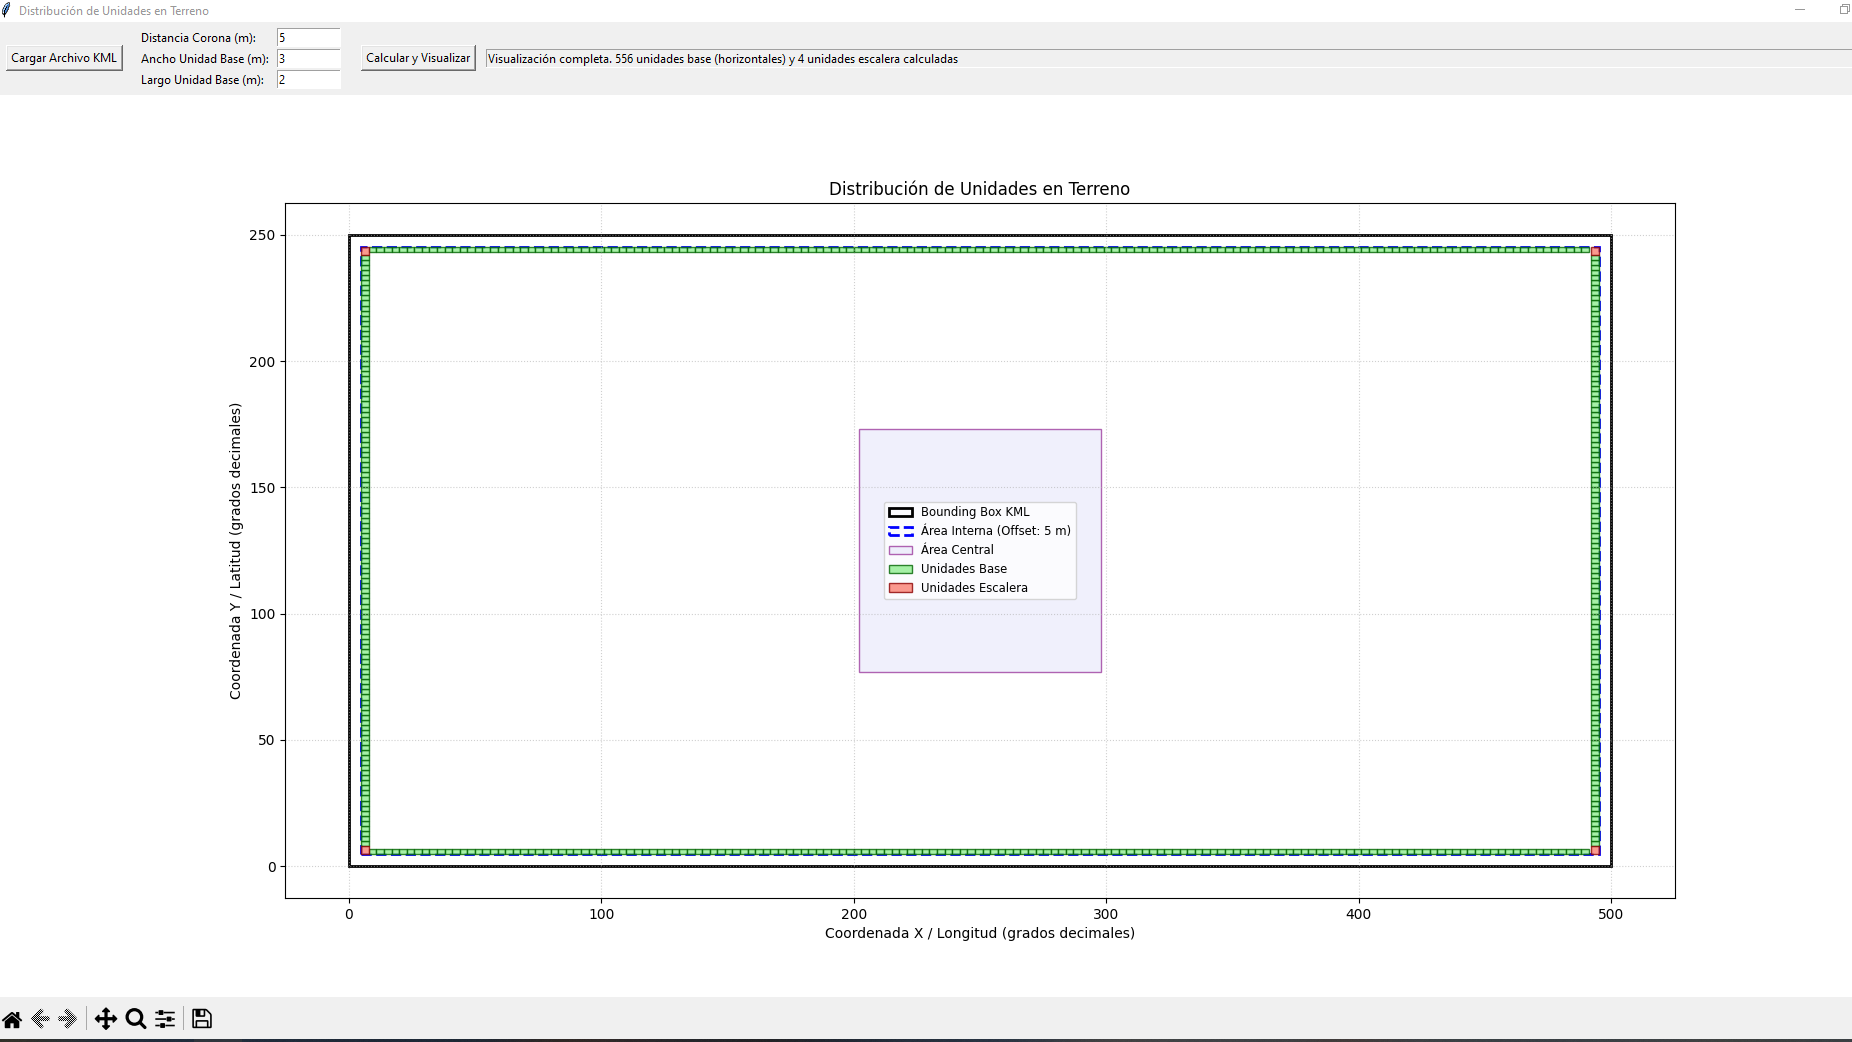 Distribución de Unidades en Terreno
Cargar Archivo KML
Distancia Corona (m): 5
Ancho Unidad Base (m): 3
Largo Unidad Base (m): 2
Calcular y Visualizar
Visualización completa. 556 unidades base (horizontales) y 4 unidades escalera calculadas
Distribución de Unidades en Terreno
Coordenada Y / Latitud (grados decimales)
250
200
150
100
50
0
Bounding Box KML
Área Interna (Offset: 5 m)
Área Central
Unidades Base
Unidades Escalera
0 100 200 300 400 500
Coordenada X / Longitud (grados decimales)